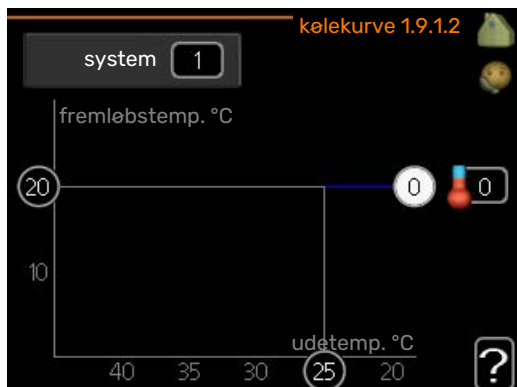 kølekurve 1.9.1.2
system 1
fremløbstemp. °C
20
0
0
10
udetemp. °C
40 35 30 25 20
?